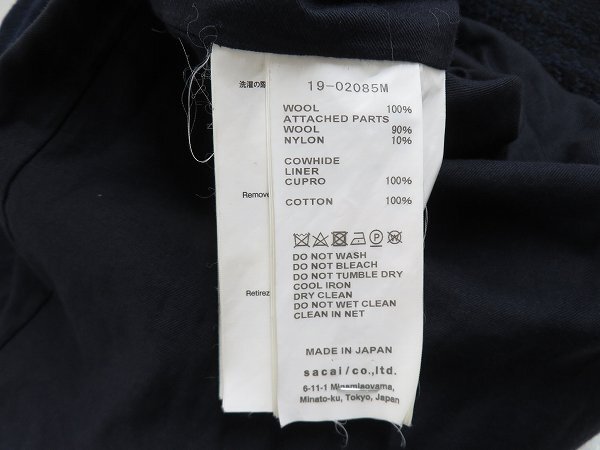 洗濯の際
Remove
Retirez
19-02085M
WOOL 100%
ATTACHED PARTS
WOOL 90%
NYLON 10%
COWHIDE
LINER
CUPRO 100%
COTTON 100%
DO NOT WASH
DO NOT BLEACH
DO NOT TUMBLE DRY
COOL IRON
DRY CLEAN
DO NOT WET CLEAN
CLEAN IN NET
MADE IN JAPAN
sacai/co.,ltd.
6-11-1 Minamiaoyama,
Minato-ku, Tokyo, Japan